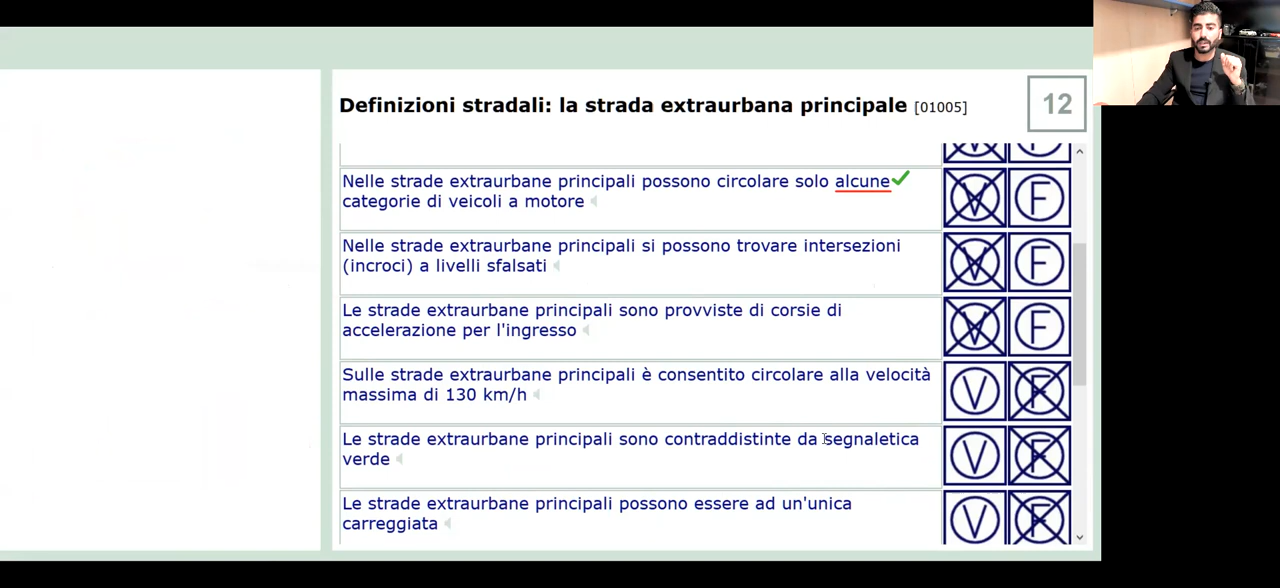 Definizioni stradali: la strada extraurbana principale [01005]
12
V F
Nelle strade extraurbane principali possono circolare solo alcune
categorie di veicoli a motore
V F
Nelle strade extraurbane principali si possono trovare intersezioni
(incroci) a livelli sfalsati
V F
Le strade extraurbane principali sono provviste di corsie di
accelerazione per l'ingresso
V F
Sulle strade extraurbane principali è consentito circolare alla velocità
massima di 130 km/h
V F
Le strade extraurbane principali sono contraddistinte da segnaletica
verde
V F
Le strade extraurbane principali possono essere ad un'unica
carreggiata
V F